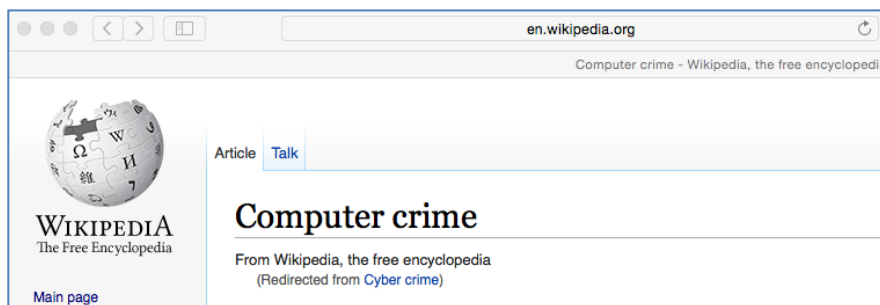 en.wikipedia.org
Computer crime - Wikipedia, the free encyclopedi
WIKIPEDIA
The Free Encyclopedia
Main page
Article Talk
Computer crime
From Wikipedia, the free encyclopedia
(Redirected from Cyber crime)